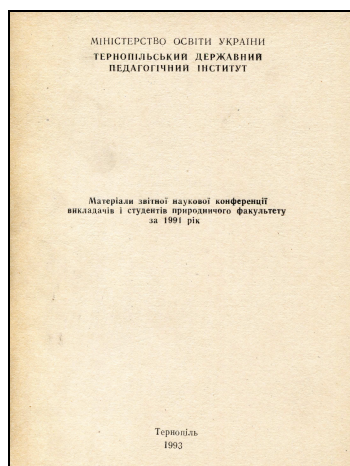 МІНІСТЕРСТВО ОСВІТИ УКРАЇНИ
ТЕРНОПІЛЬСЬКИЙ ДЕРЖАВНИЙ
ПЕДАГОГІЧНИЙ ІНСТИТУТ
Матеріали звітної наукової конференції
викладачів і студентів природничого факультету
за 1991 рік
Тернопіль
1993